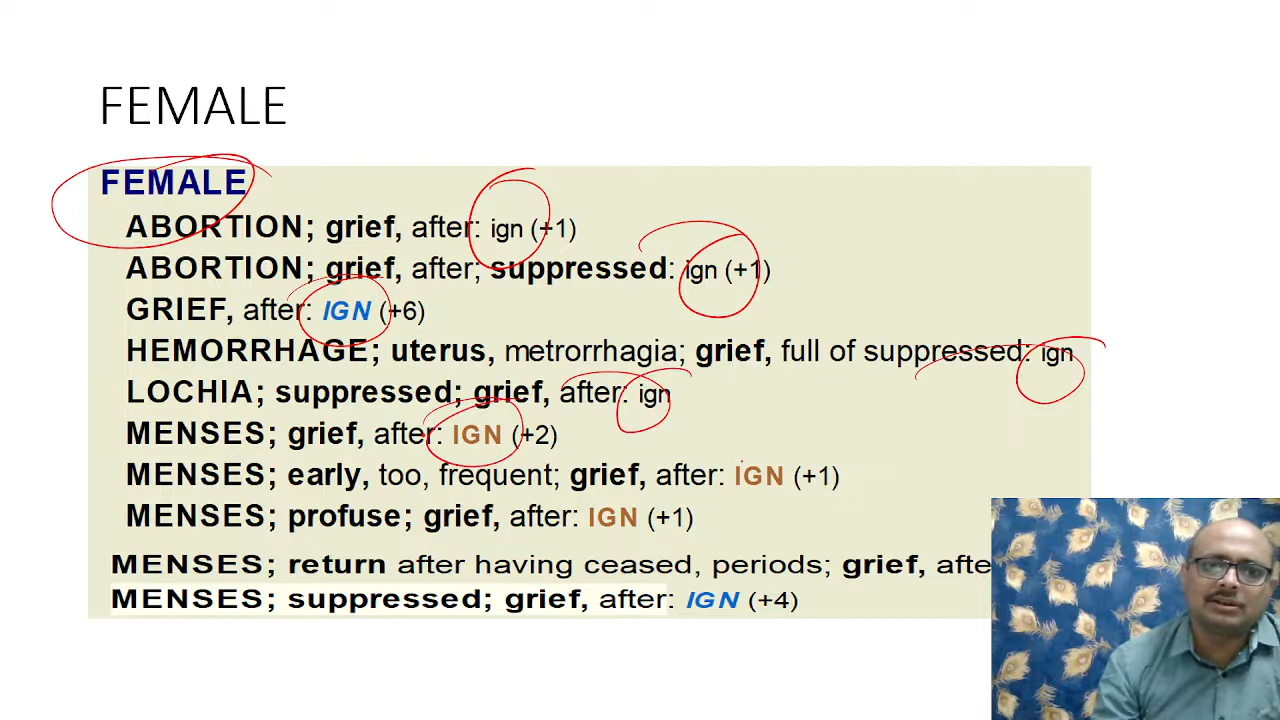 FEMALE
FEMALE
ABORTION; grief, after: ign (+1)
ABORTION; grief, after; suppressed: ign (+1)
GRIEF, after: IGN (+6)
HEMORRHAGE; uterus, metrorrhagia; grief, full of suppressed: ign
LOCHIA; suppressed; grief, after: ign
MENSES; grief, after: IGN (+2)
MENSES; early, too, frequent; grief, after: IGN (+1)
MENSES; profuse; grief, after: IGN (+1)
MENSES; return after having ceased, periods; grief, afte
MENSES; suppressed; grief, after: IGN (+4)